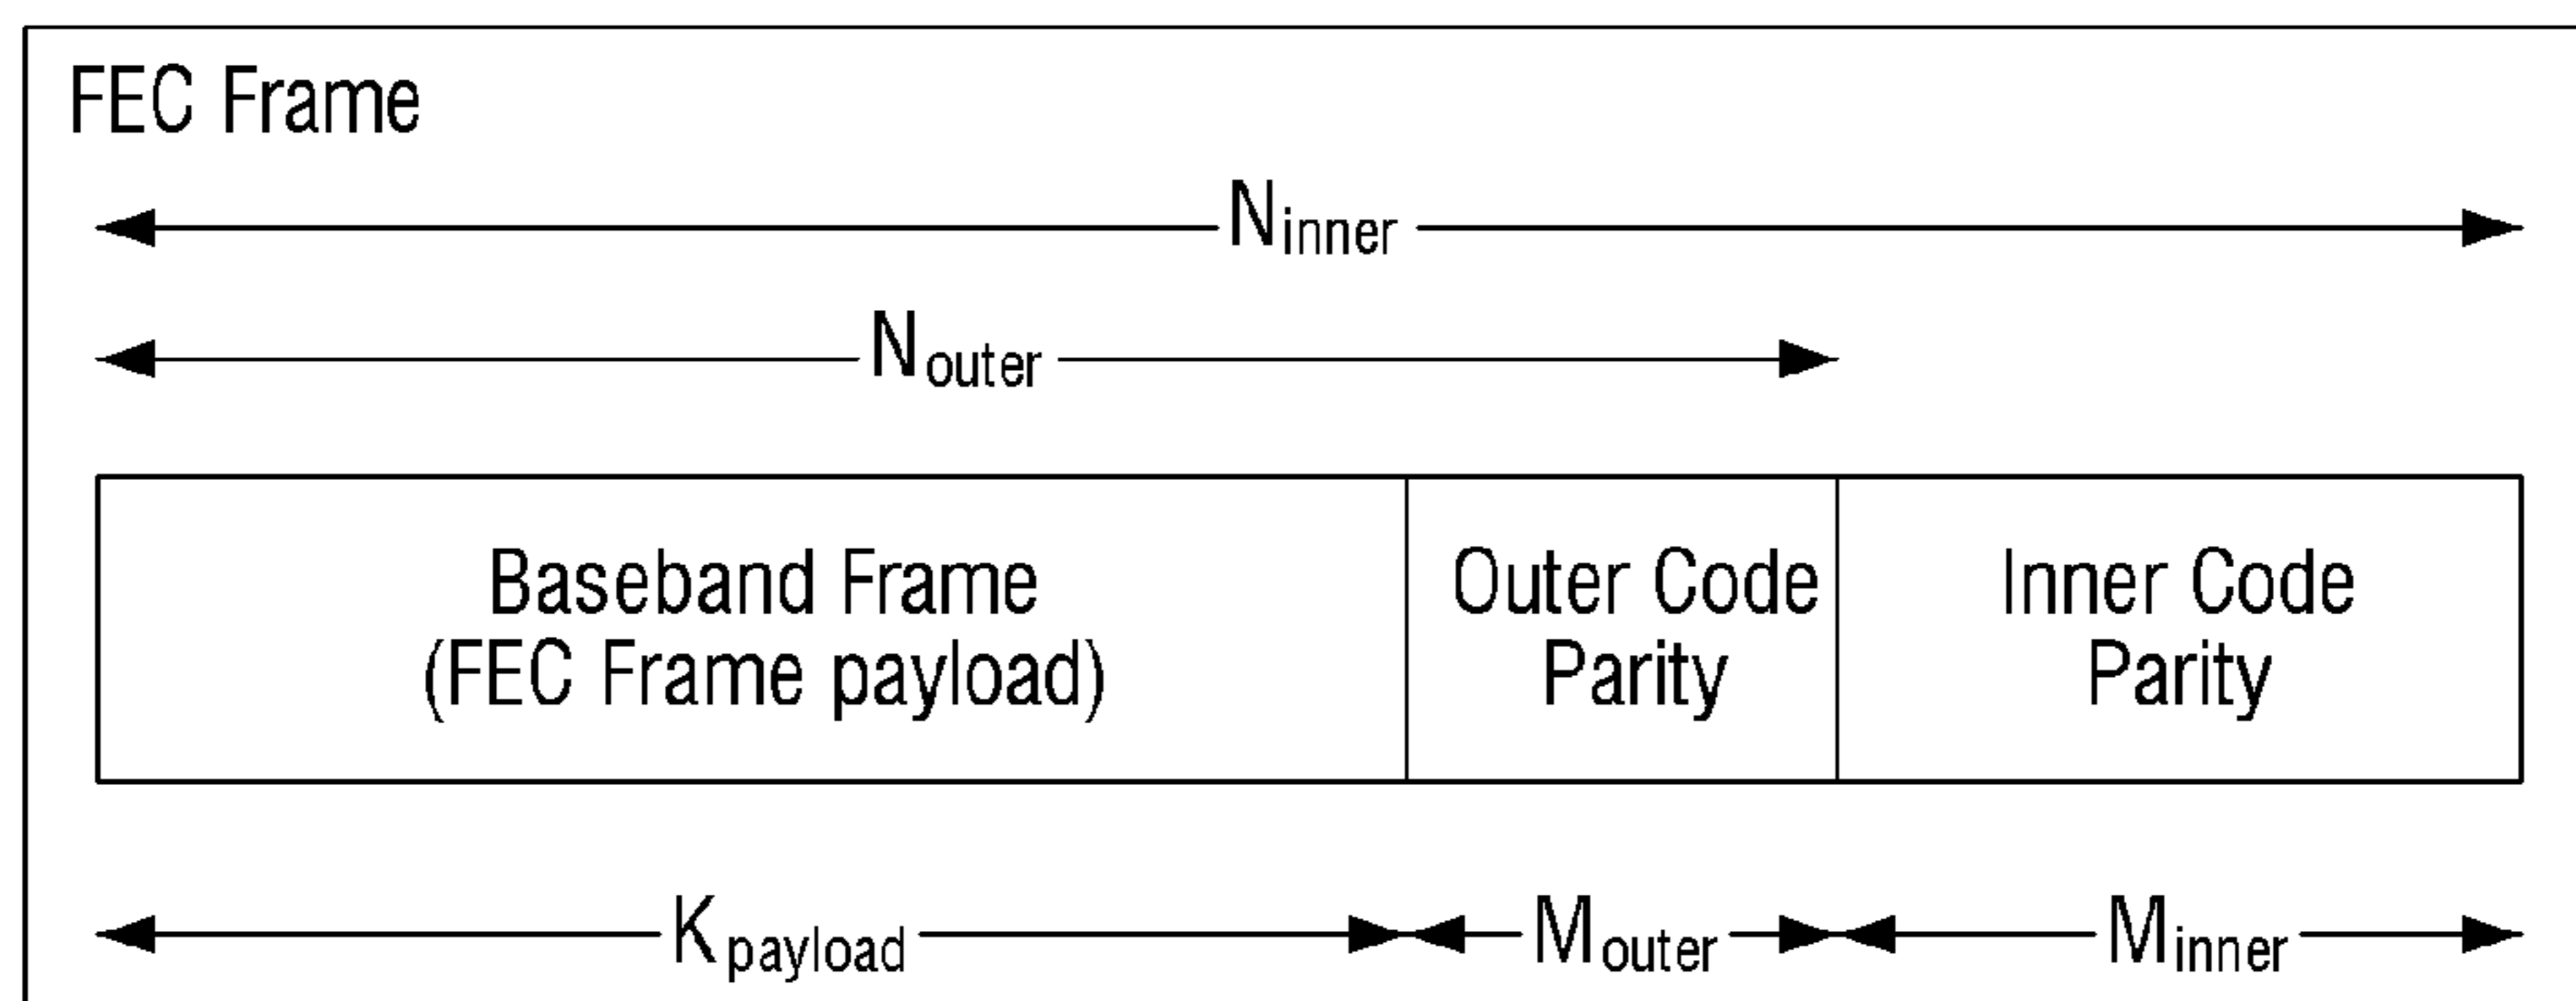 FEC Frame
Ninner
Nouter
Baseband Frame
(FEC Frame payload)
Outer Code
Parity
Inner Code
Parity
Kpayload
Mouter
Minner